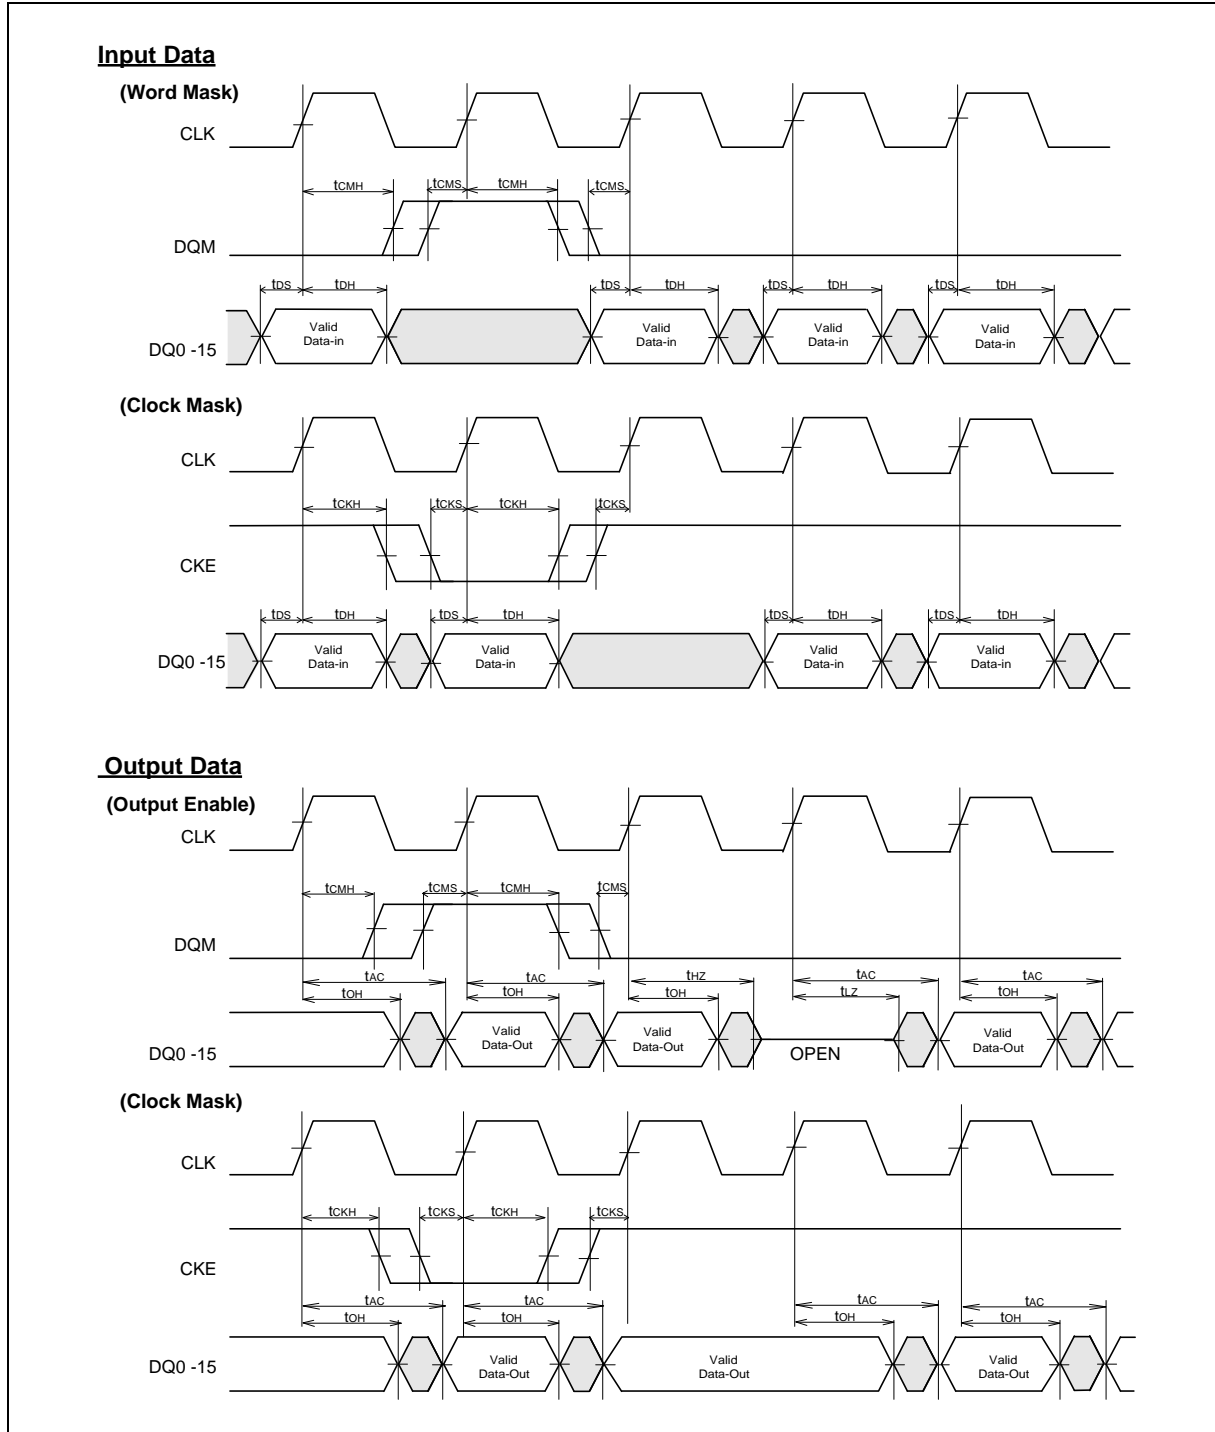 Input Data
(Word Mask)
CLK
tCMH tCMS tCMH tCMS
DQM
tDS tDH tDS tDH tDS tDH tDS tDH
Valid Data-in Valid Data-in Valid Data-in Valid Data-in
DQ0 -15
(Clock Mask)
CLK
tCKH tCKS tCKH tCKS
CKE
tDS tDH tDS tDH tDS tDH tDS tDH
Valid Data-in Valid Data-in Valid Data-in Valid Data-in
DQ0 -15
Output Data
(Output Enable)
CLK
tCMH tCMS tCMH tCMS
DQM
tAC tAC tHZ tAC tAC
tOH tOH tOH tLZ tOH
Valid Data-Out Valid Data-Out Valid Data-Out
DQ0 -15 OPEN
(Clock Mask)
CLK
tCKH tCKS tCKH tCKS
CKE
tAC tAC tAC tAC
tOH tOH tOH tOH
Valid Data-Out Valid Data-Out Valid Data-Out
DQ0 -15